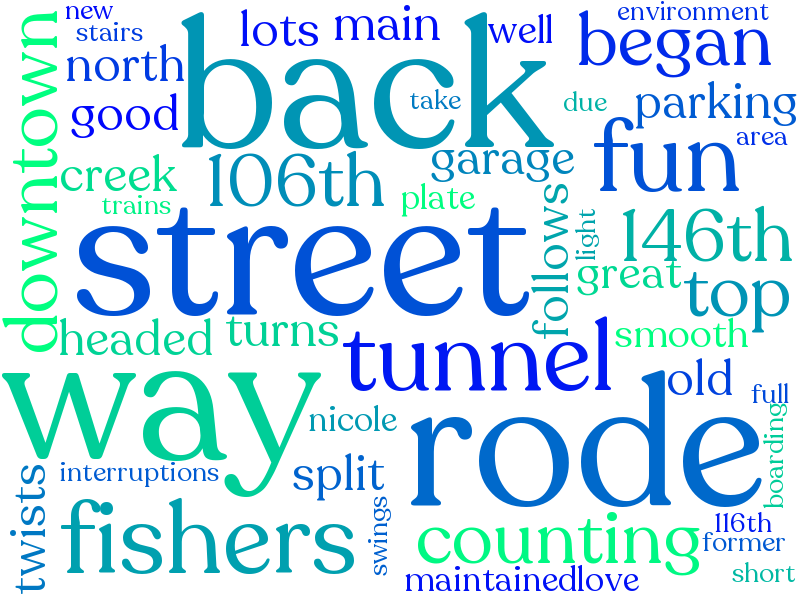 new
stairs
lots
main
well
environment
began
north
back
good
take
due
parking
area
downtown
creek
106th
garage
fun
trains
plate
street
follows
light
146th
great
top
headed
turns
tunnel
smooth
way
rode
old
full
nicole
boarding
interruptions
split
twists
fishers
swings
counting
116th
former
maintainedlove
short